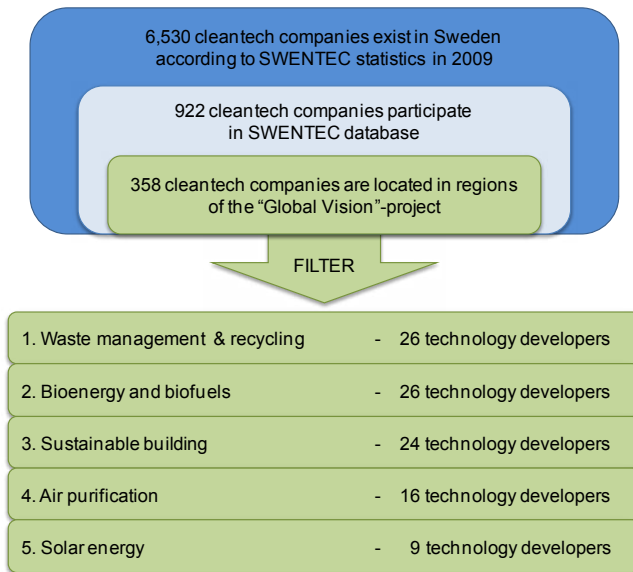 6,530 cleantech companies exist in Sweden
according to SWENTEC statistics in 2009
922 cleantech companies participate
in SWENTEC database
358 cleantech companies are located in regions
of the “Global Vision”-project
FILTER
1. Waste management & recycling - 26 technology developers
2. Bioenergy and biofuels - 26 technology developers
3. Sustainable building - 24 technology developers
4. Air purification - 16 technology developers
5. Solar energy - 9 technology developers